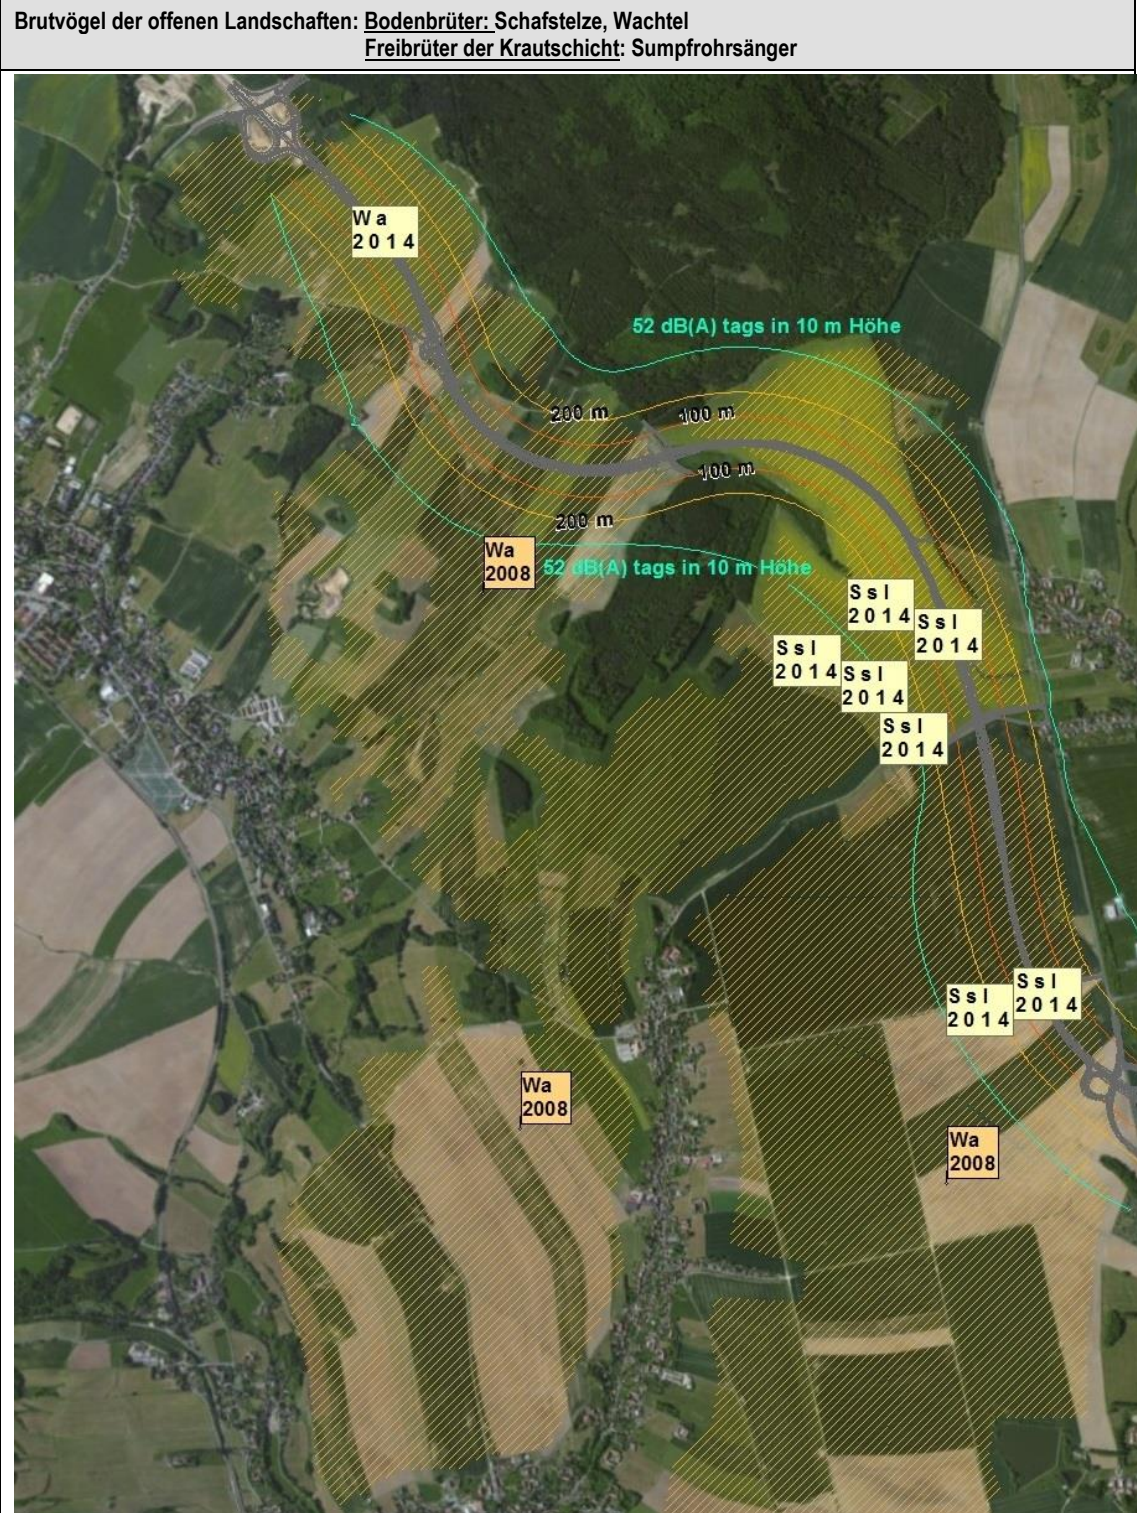 Brutvögel der offenen Landschaften: Bodenbrüter: Schafstelze, Wachtel
Freibrüter der Krautschicht: Sumpfrohrsänger
Wa
2014
52 dB(A) tags in 10 m Höhe
200 m
100 m
100 m
200 m
Wa
2008
52 dB(A) tags in 10 m Höhe
Ssl
2014
Ssl
2014
Ssl
2014
Ssl
2014
Ssl
2014
Ssl
2014
Ssl
2014
Wa
2008
Wa
2008